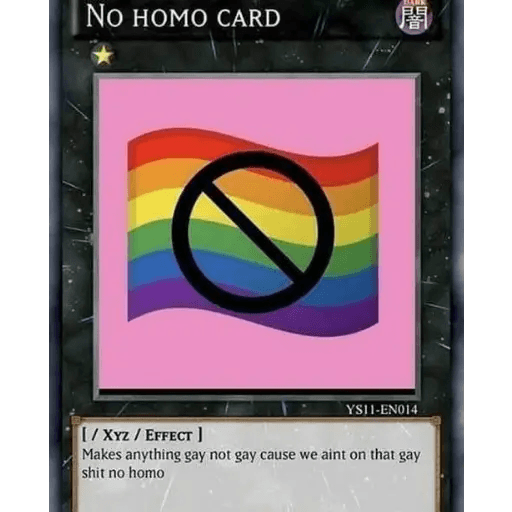 No homo card
DARK
闇
YS11-EN014
[ / Xyz / Effect ]
Makes anything gay not gay cause we aint on that gay
shit no homo